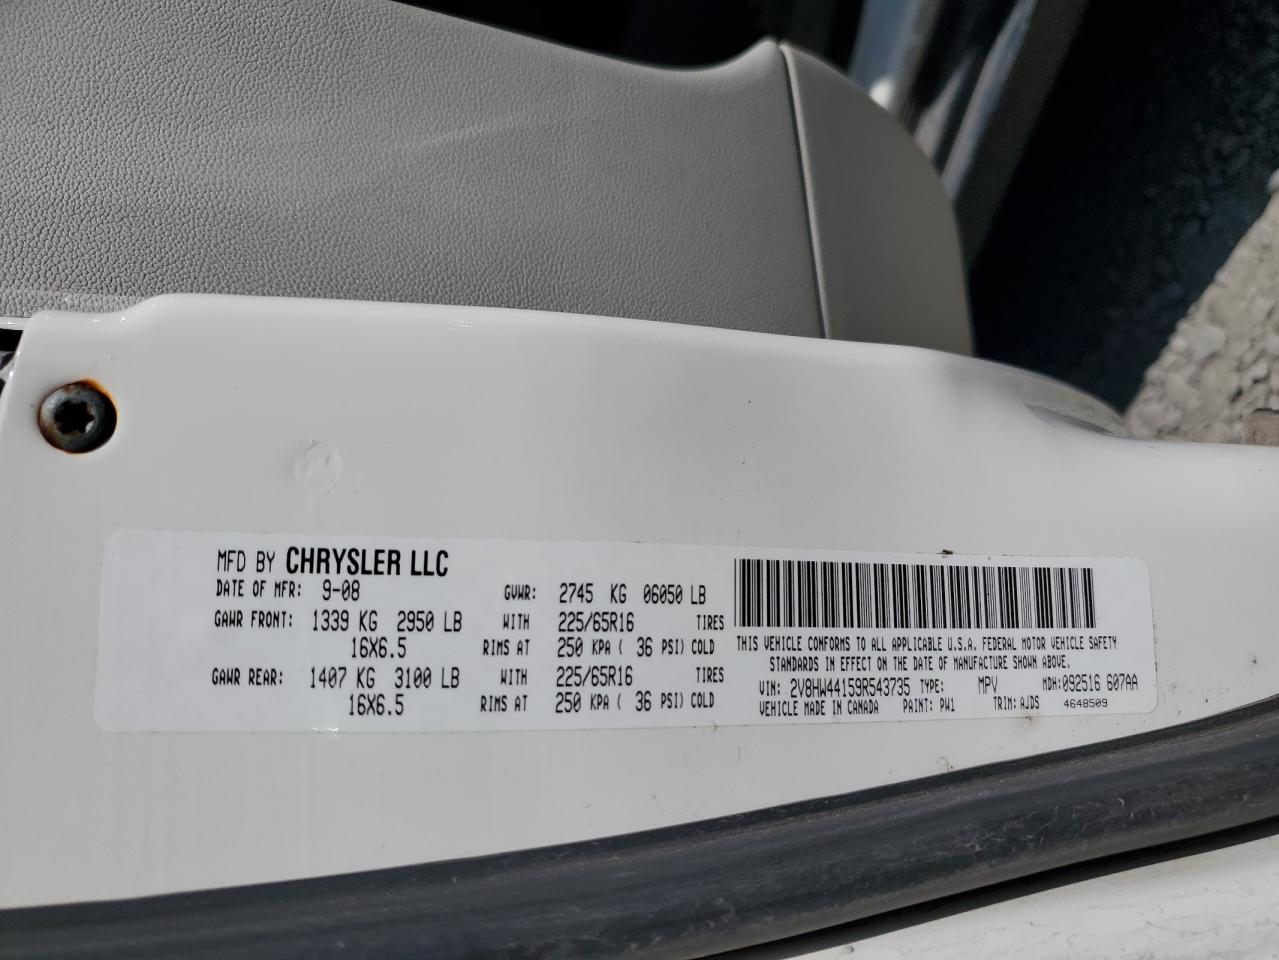 MFD BY CHRYSLER LLC
DATE OF MFR: 9-08 GVWR: 2745 KG 06050 LB
GAWR FRONT: 1339 KG 2950 LB WITH 225/65R16 TIRES
16X6.5 RIMS AT 250 KPA ( 36 PSI) COLD
GAWR REAR: 1407 KG 3100 LB WITH 225/65R16 TIRES
16X6.5 RIMS AT 250 KPA ( 36 PSI) COLD
THIS VEHICLE CONFORMS TO ALL APPLICABLE U.S.A. FEDERAL MOTOR VEHICLE SAFETY
STANDARDS IN EFFECT ON THE DATE OF MANUFACTURE SHOWN ABOVE.
VIN: 2V8HW44159R543735 TYPE: MPV MDH:092516 607AA
VEHICLE MADE IN CANADA PAINT: PW1 TRIM: AJDS 4648509